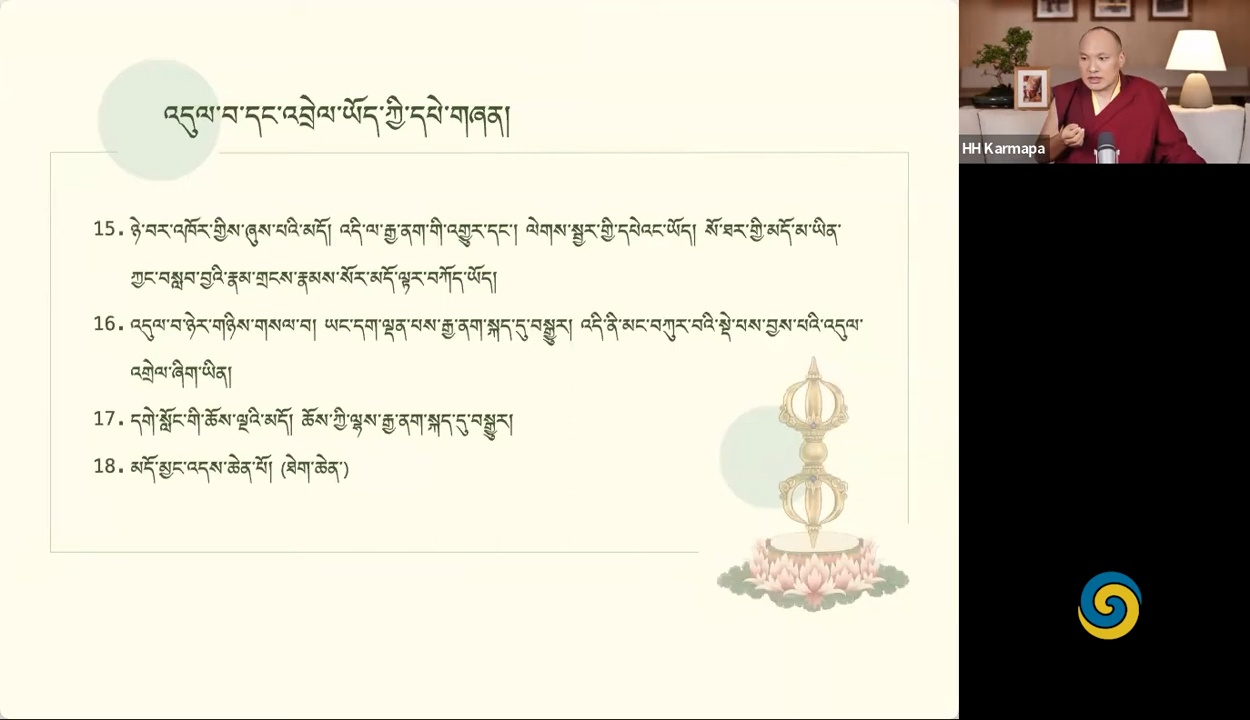 འདུལ་བ་དང་འབྲེལ་ཡོད་ཀྱི་དཔེ་གཞན།
15. ཉེ་བར་འཁོར་གྱིས་ཞུས་པའི་མདོ། འདི་ལ་རྒྱ་ནག་གི་འགྱུར་དང་། ལེགས་སྦྱར་གྱི་དཔེའང་ཡོད། སོ་ཐར་གྱི་མདོ་མ་ཡིན་
ཀྱང་བསླབ་བྱའི་རྣམ་གྲངས་རྣམས་སོར་མདོ་ལྟར་བཀོད་ཡོད།
16. འདུལ་བ་ཉེར་གཉིས་གསལ་བ། ཡང་དག་ལྡན་པས་རྒྱ་ནག་སྐད་དུ་བསྒྱུར། འདི་ནི་མང་བཀུར་བའི་སྡེ་པས་བྱས་པའི་འདུལ་
འགྲེལ་ཞིག་ཡིན།
17. དགེ་སློང་གི་ཆོས་ལྔའི་མདོ། ཆོས་ཀྱི་ལྷས་རྒྱ་ནག་སྐད་དུ་བསྒྱུར།
18. མདོ་མྱང་འདས་ཆེན་པོ། (ཐེག་ཆེན་)
HH Karmapa